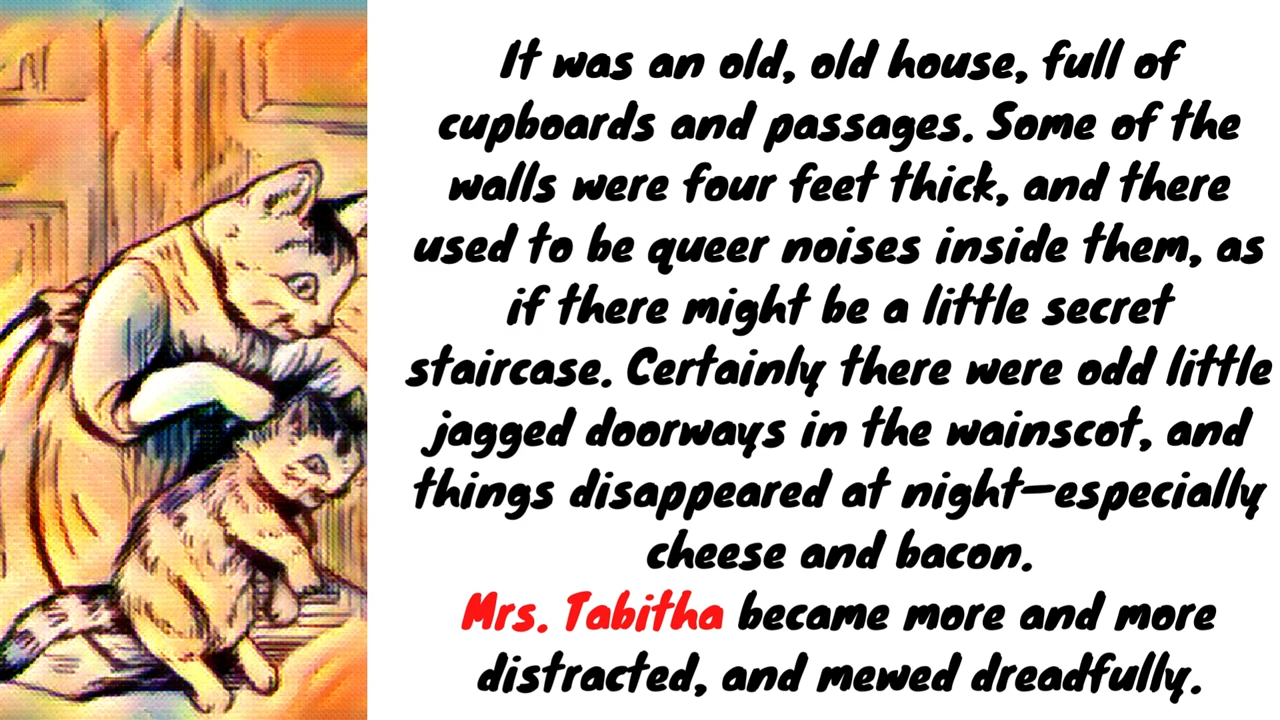 It was an old, old house, full of
cupboards and passages. Some of the
walls were four feet thick, and there
used to be queer noises inside them, as
if there might be a little secret
staircase. Certainly there were odd little
jagged doorways in the wainscot, and
things disappeared at night—especially
cheese and bacon.
Mrs. Tabitha became more and more
distracted, and mewed dreadfully.